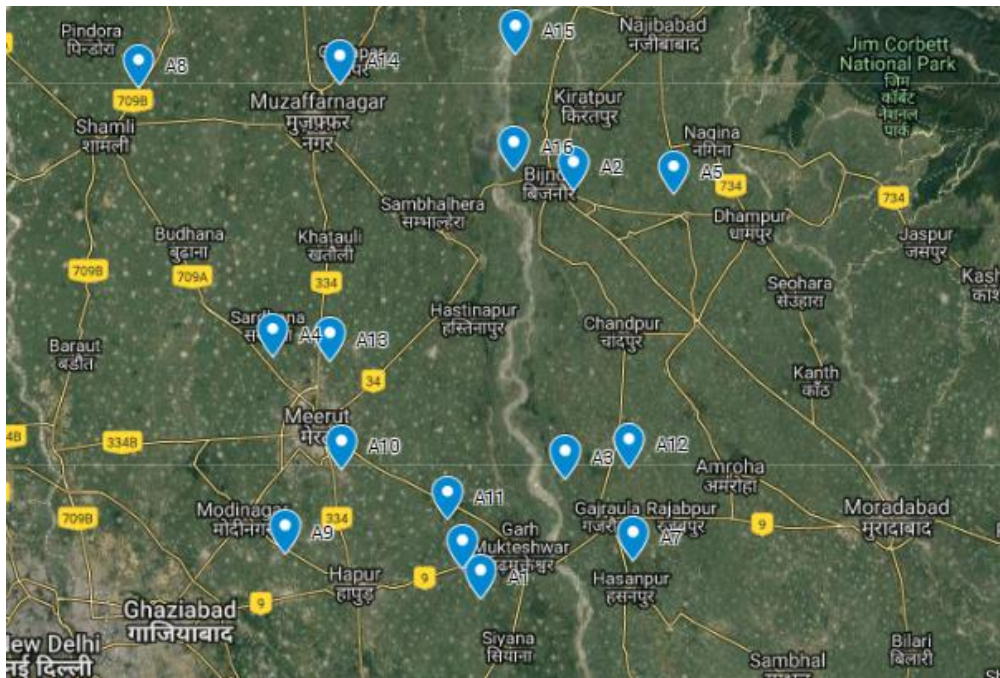 Pindora
पिन्डोरा
A8
709B
Shamli
शामली
A14
Muzaffarnagar
मुज़फ़्फ़र
नगर
A15
Najibabad
नजीबाबाद
Jim Corbett
National Park
जिम
कॉर्बेट
नेशनल
पार्क
Kiratpur
किरतपुर
Nagina
नगिना
A16
A2
A5
734
734
बिजनौर
Sambhalhera
सम्भाल्हेरा
Dhampur
धामपुर
Jaspur
जसपुर
Budhana
बुढ़ाना
Khatauli
खतौली
709B
709A
334
Seohara
सेउहारा
Hastinapur
हस्तिनापुर
Chandpur
चांदपुर
A4
A13
Baraut
बडौत
34
Kanth
काँठ
Meerut
334B
A10
A3
A12
Amroha
अमरोहा
A11
Gajraula
Rajabpur
Moradabad
मुरादाबाद
709B
A9
334
9
Garh
Mukteshwar
A7
Hapur
हापुड़
9
A1
Hasanpur
हसनपुर
9
Ghaziabad
गाजियाबाद
New Delhi
नई दिल्ली
Siyana
सियाना
Sambhal
Bilari
बिलारी